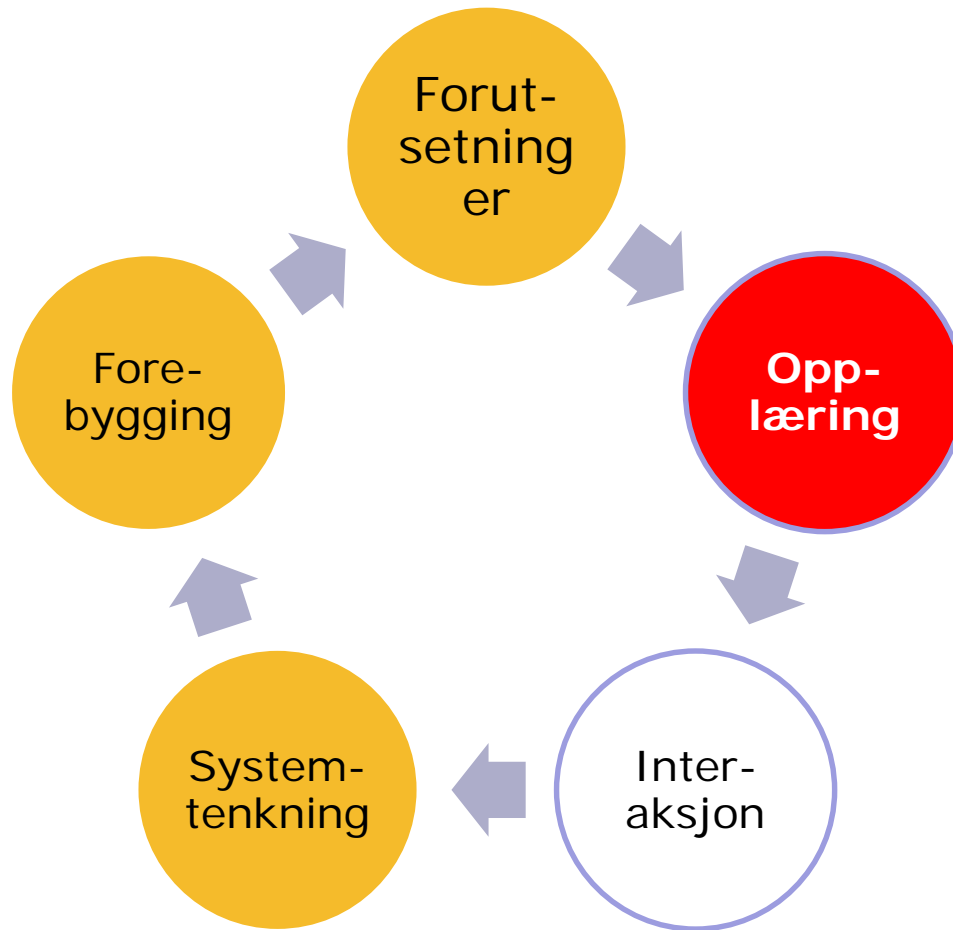 Forut-
setning
er
Opp-
læring
Inter-
aksjon
System-
tenkning
Fore-
bygging